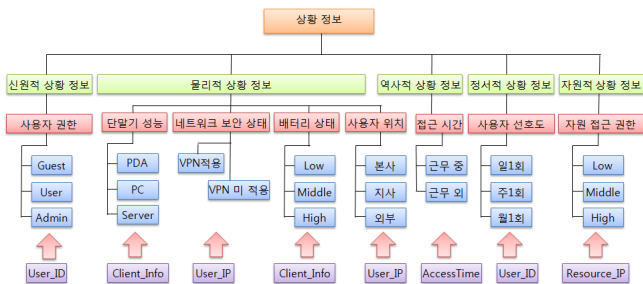 상황 정보
신원적 상황 정보 물리적 상황 정보 역사적 상황 정보 정서적 상황 정보 자원적 상황 정보
사용자 권한 단말기 성능 네트워크 보안 상태 배터리 상태 사용자 위치 접근 시간 사용자 선호도 자원 접근 권한
Guest PDA VPN적용 Low 본사 근무 중 일1회 Low
User PC VPN 미 적용 Middle 지사 근무 외 주1회 Middle
Admin Server High 외부 월1회 High
User_ID Client_Info User_IP Client_Info User_IP AccessTime User_ID Resource_IP